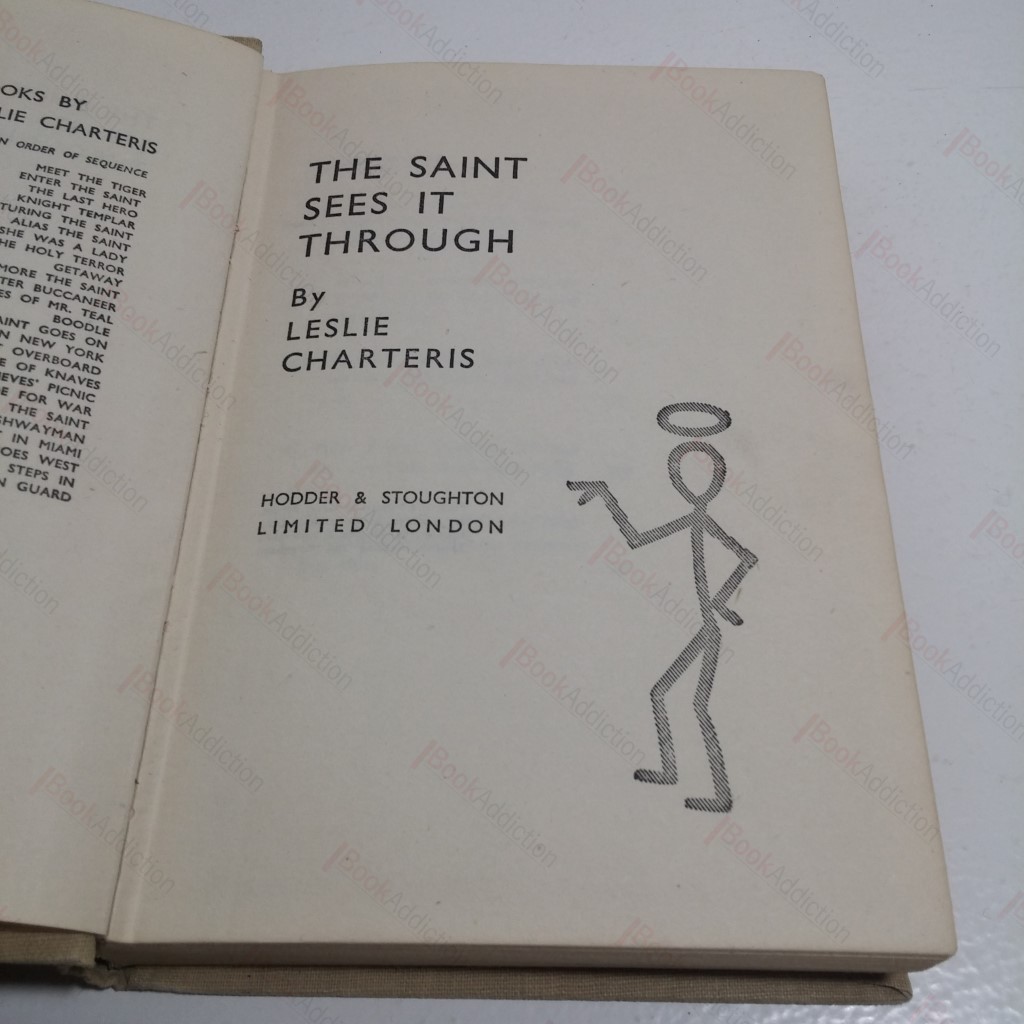 OKS BY
LIE CHARTERIS
N ORDER OF SEQUENCE
MEET THE TIGER
ENTER THE SAINT
THE LAST HERO
KNIGHT TEMPLAR
TURING THE SAINT
ALIAS THE SAINT
SHE WAS A LADY
HE HOLY TERROR
GETAWAY
MORE THE SAINT
TER BUCCANEER
ES OF MR. TEAL
BOODLE
AINT GOES ON
N NEW YORK
T OVERBOARD
E OF KNAVES
IEVES' PICNIC
E FOR WAR
THE SAINT
GHWAYMAN
T IN MIAMI
OES WEST
STEPS IN
N GUARD
THE SAINT
SEES IT
THROUGH
By
LESLIE
CHARTERIS
HODDER & STOUGHTON
LIMITED LONDON
BookAddiction